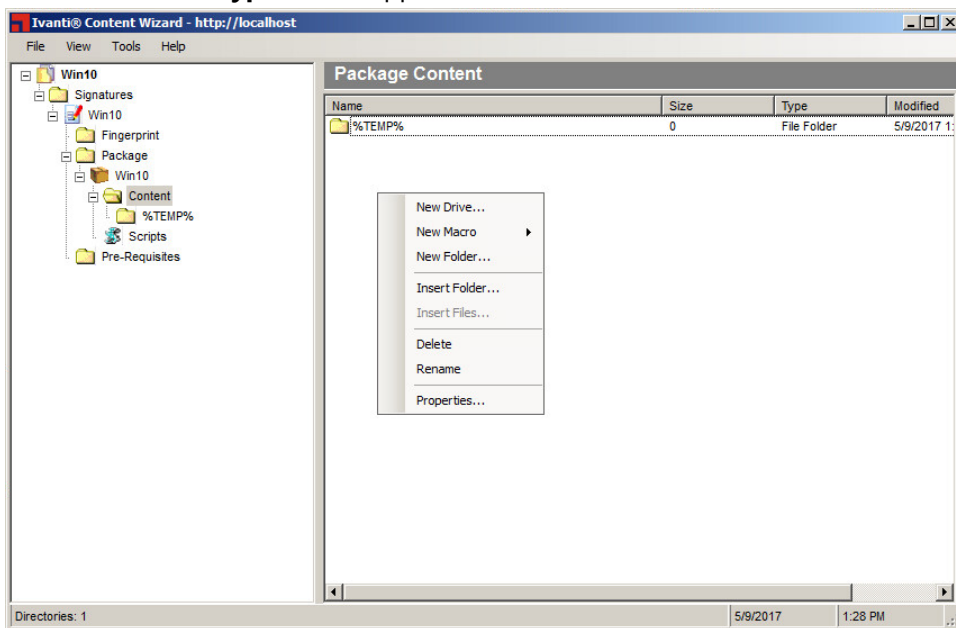 Ivanti® Content Wizard - http://localhost
File View Tools Help
Win10
Signatures
Win10
Fingerprint
Package
Win10
Content
%TEMP%
Scripts
Pre-Requisites
Package Content
Name Size Type Modified
%TEMP% 0 File Folder 5/9/2017 1:
New Drive...
New Macro
New Folder...
Insert Folder...
Insert Files...
Delete
Rename
Properties...
Directories: 1 5/9/2017 1:28 PM